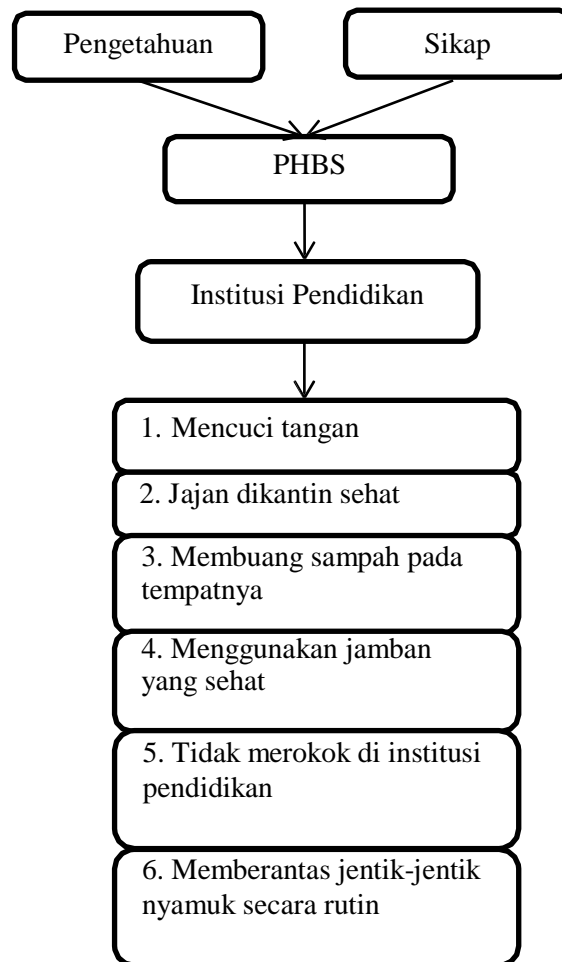 Pengetahuan
Sikap
PHBS
Institusi Pendidikan
1. Mencuci tangan
2. Jajan dikantin sehat
3. Membuang sampah pada
tempatnya
4. Menggunakan jamban
yang sehat
5. Tidak merokok di institusi
pendidikan
6. Memberantas jentik-jentik
nyamuk secara rutin